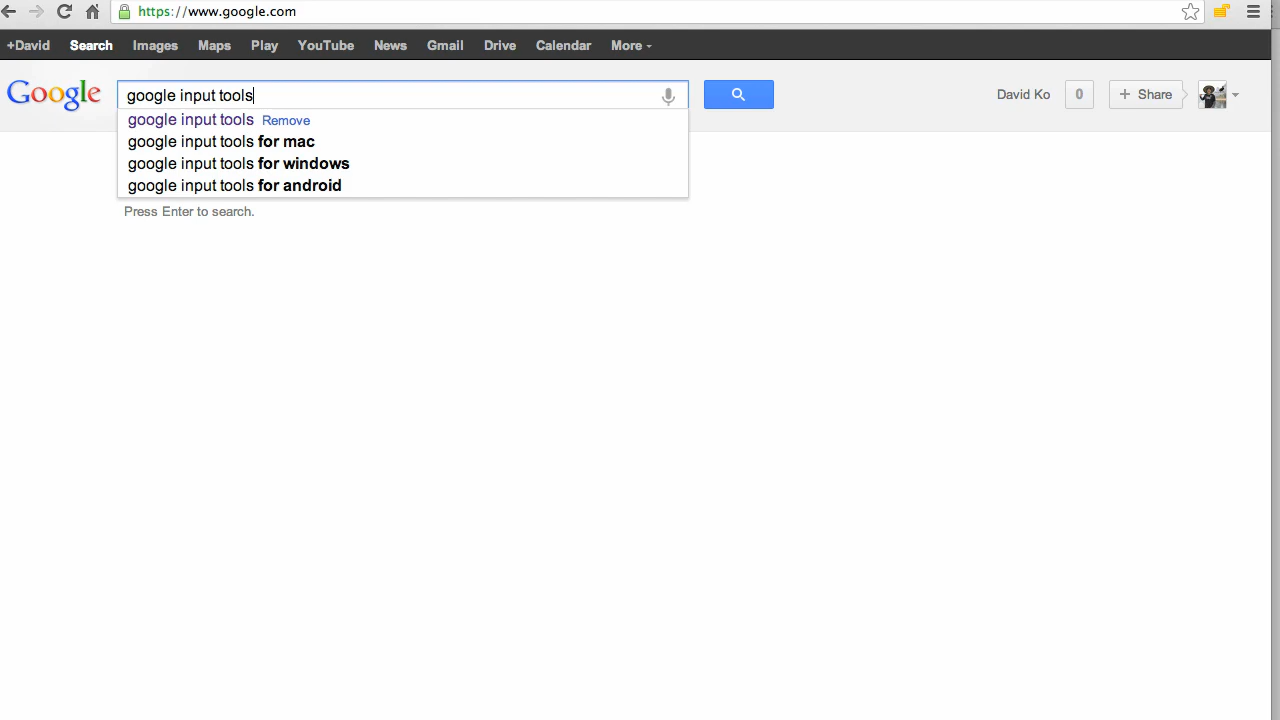 https://www.google.com
+David Search Images Maps Play YouTube News Gmail Drive Calendar More
Google google input tools David Ko 0 + Share
google input tools Remove
google input tools for mac
google input tools for windows
google input tools for android
Press Enter to search.